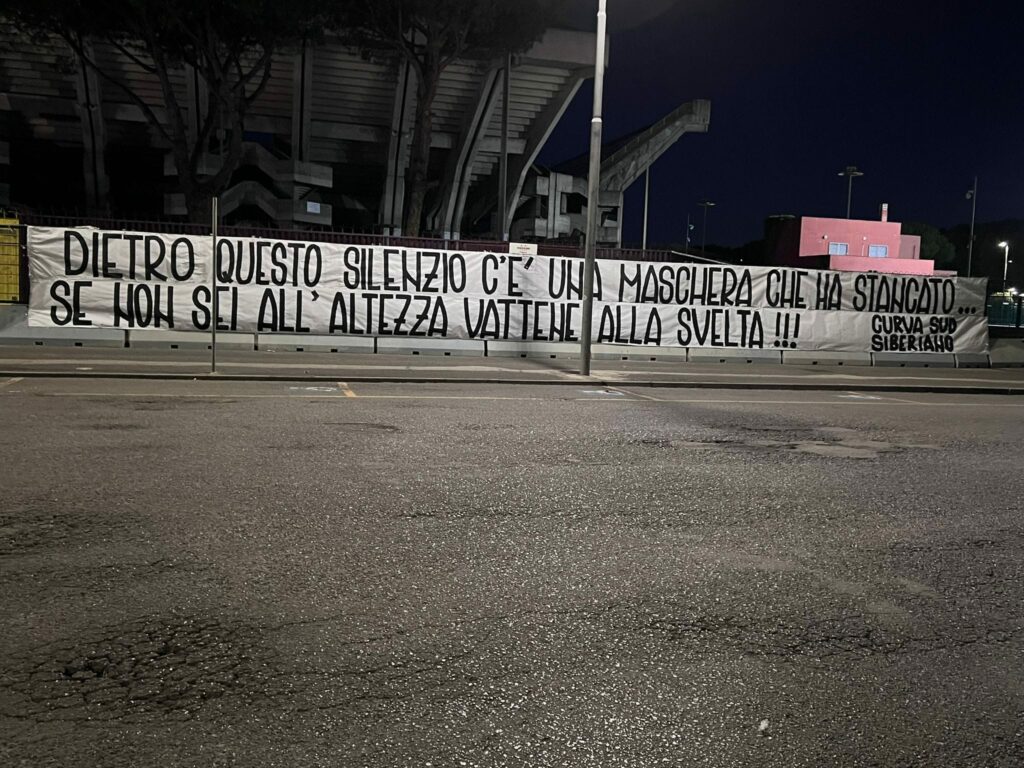 DIETRO QUESTO SILENZIO C'E' UNA MASCHERA CHE HA STANCATO...
SE NON SEI ALL'ALTEZZA VATTENE ALLA SVELTA!!!
CURVA SUD
SIBERIANO